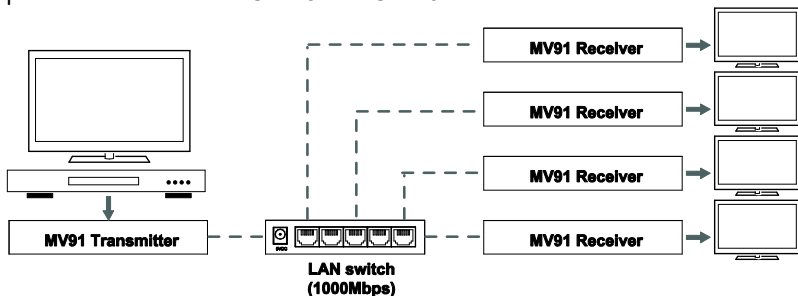 MV91 Receiver
MV91 Receiver
MV91 Receiver
MV91 Transmitter
MV91 Receiver
LAN switch
(1000Mbps)